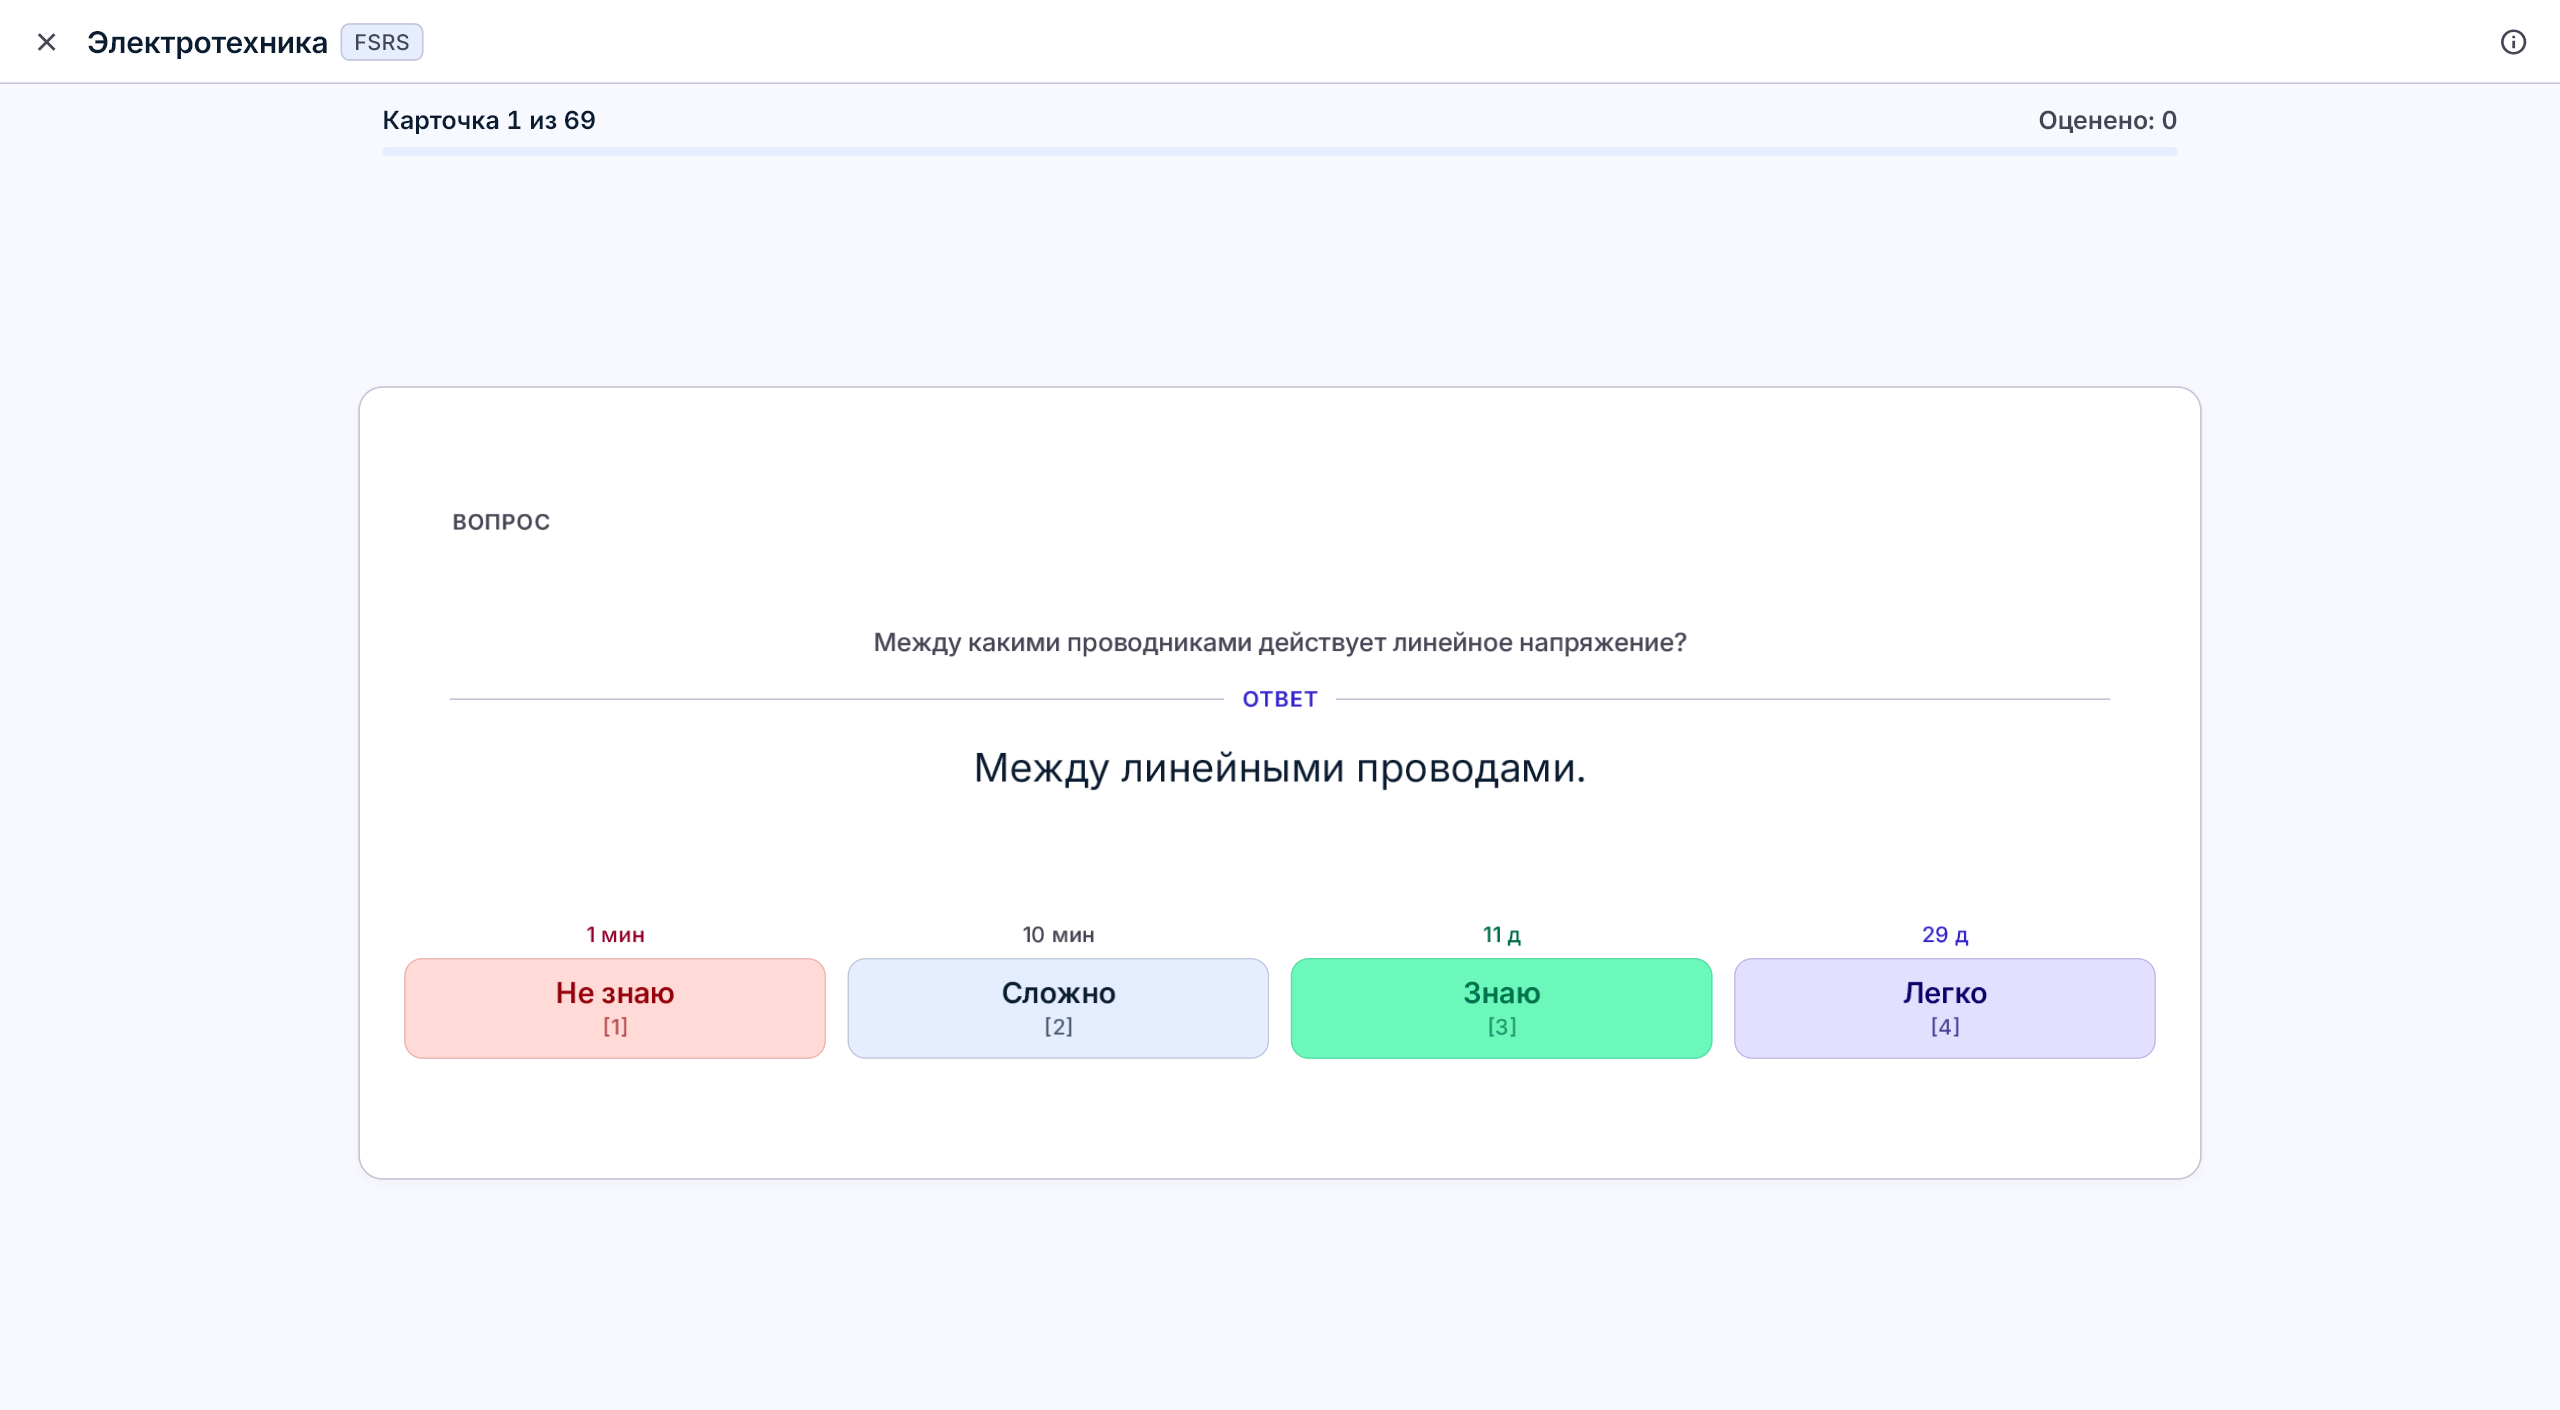 Электротехника FSRS
Карточка 1 из 69
Оценено: 0
ВОПРОС
Между какими проводниками действует линейное напряжение?
ОТВЕТ
Между линейными проводами.
1 мин
Не знаю
[1]
10 мин
Сложно
[2]
11 д
Знаю
[3]
29 д
Легко
[4]